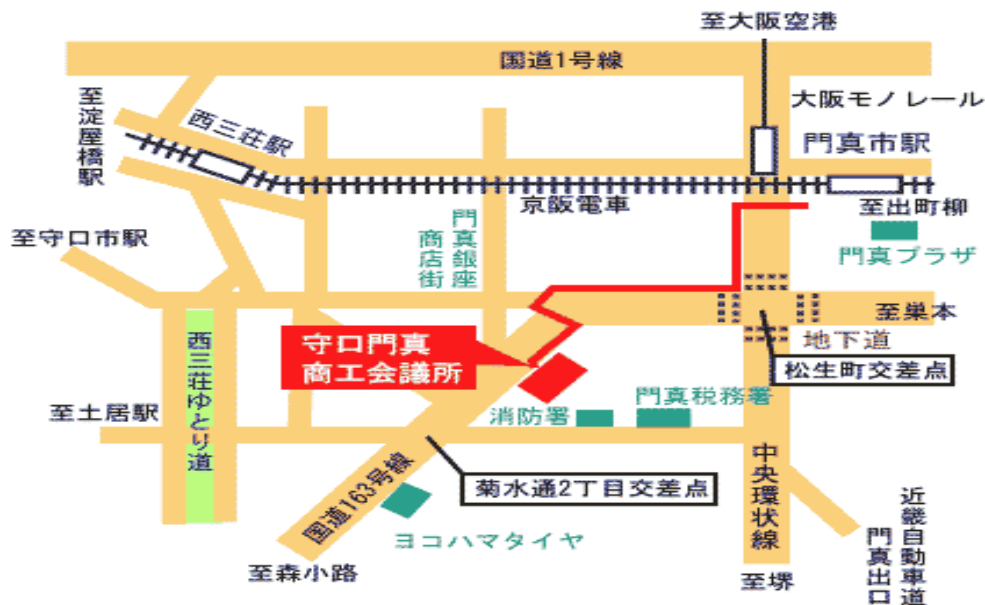 至大阪空港
国道1号線
大阪モノレール
至淀屋橋駅
西三荘駅
門真市駅
京阪電車
至出町柳
門真プラザ
至守口市駅
門真銀座
商店街
至巣本
地下道
松生町交差点
守口門真
商工会議所
西三荘ゆとり道
門真税務署
消防署
至土居駅
中央環状線
菊水通2丁目交差点
国道163号線
ヨコハマタイヤ
近畿自動車道
門真出口
至森小路
至堺